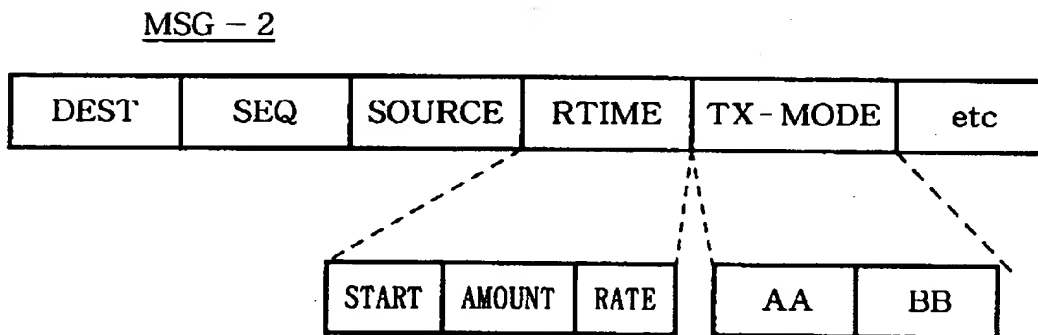 MSG - 2
DEST SEQ SOURCE RTIME TX-MODE etc
START AMOUNT RATE AA BB